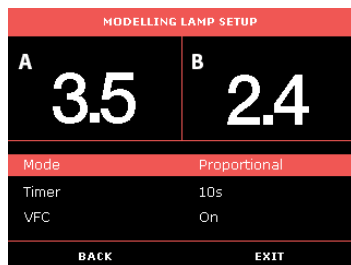 MODELLING LAMP SETUP
A B
3.5 2.4
Mode Proportional
Timer 10s
VFC On
BACK EXIT